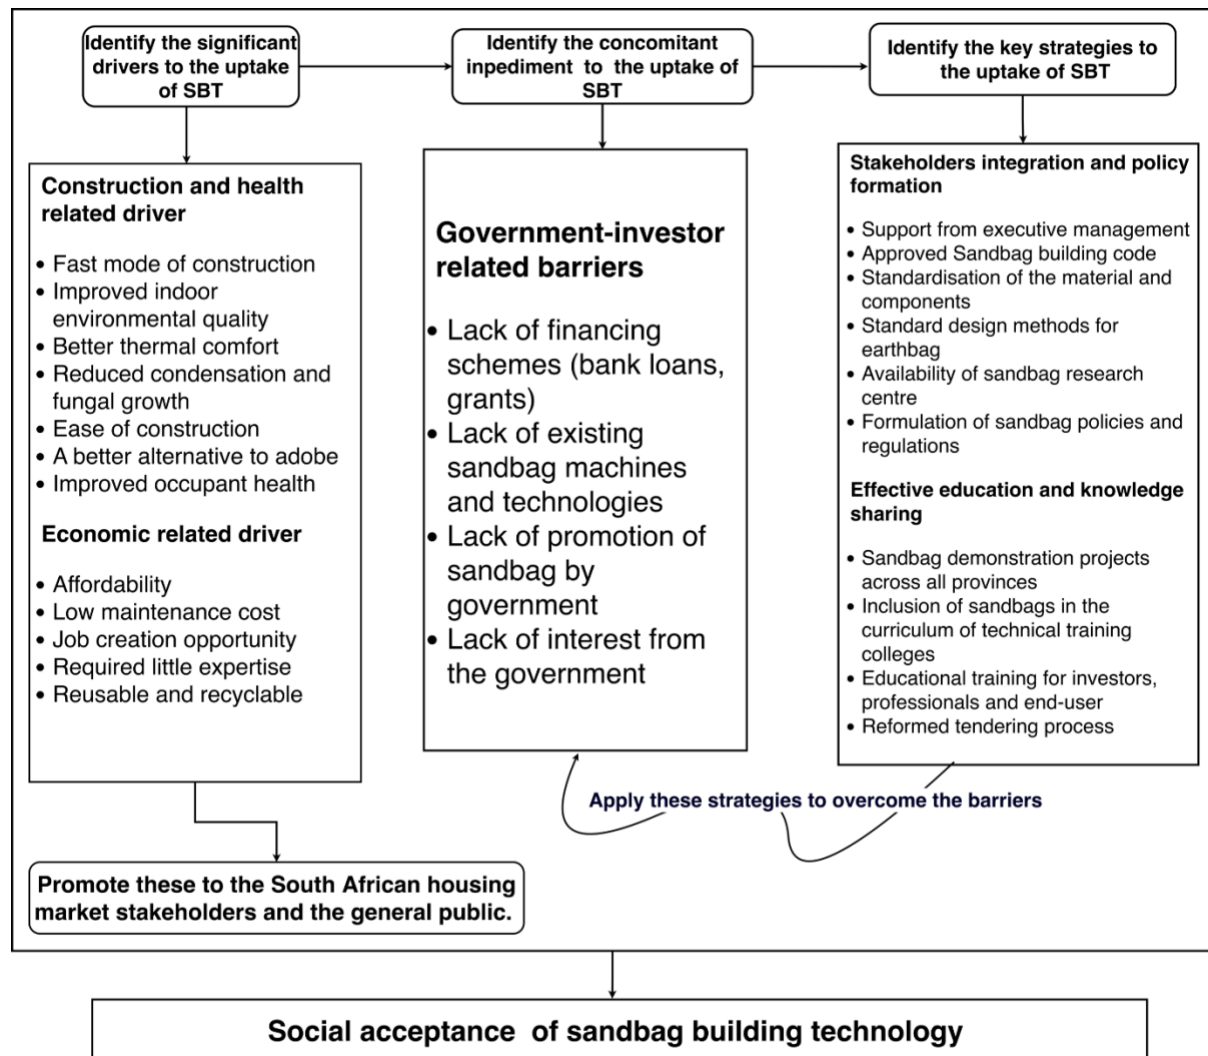 Identify the significant
drivers to the uptake
of SBT
Identify the concomitant
inpediment to the uptake of
SBT
Identify the key strategies to
the uptake of SBT
Construction and health
related driver
• Fast mode of construction
• Improved indoor
environmental quality
• Better thermal comfort
• Reduced condensation and
fungal growth
• Ease of construction
• A better alternative to adobe
• Improved occupant health
Economic related driver
• Affordability
• Low maintenance cost
• Job creation opportunity
• Required little expertise
• Reusable and recyclable
Government-investor
related barriers
• Lack of financing
schemes (bank loans,
grants)
• Lack of existing
sandbag machines
and technologies
• Lack of promotion of
sandbag by
government
• Lack of interest from
the government
Stakeholders integration and policy
formation
• Support from executive management
• Approved Sandbag building code
• Standardisation of the material and
components
• Standard design methods for
earthbag
• Availability of sandbag research
centre
• Formulation of sandbag policies and
regulations
Effective education and knowledge
sharing
• Sandbag demonstration projects
across all provinces
• Inclusion of sandbags in the
curriculum of technical training
colleges
• Educational training for investors,
professionals and end-user
• Reformed tendering process
Apply these strategies to overcome the barriers
Promote these to the South African housing
market stakeholders and the general public.
Social acceptance of sandbag building technology